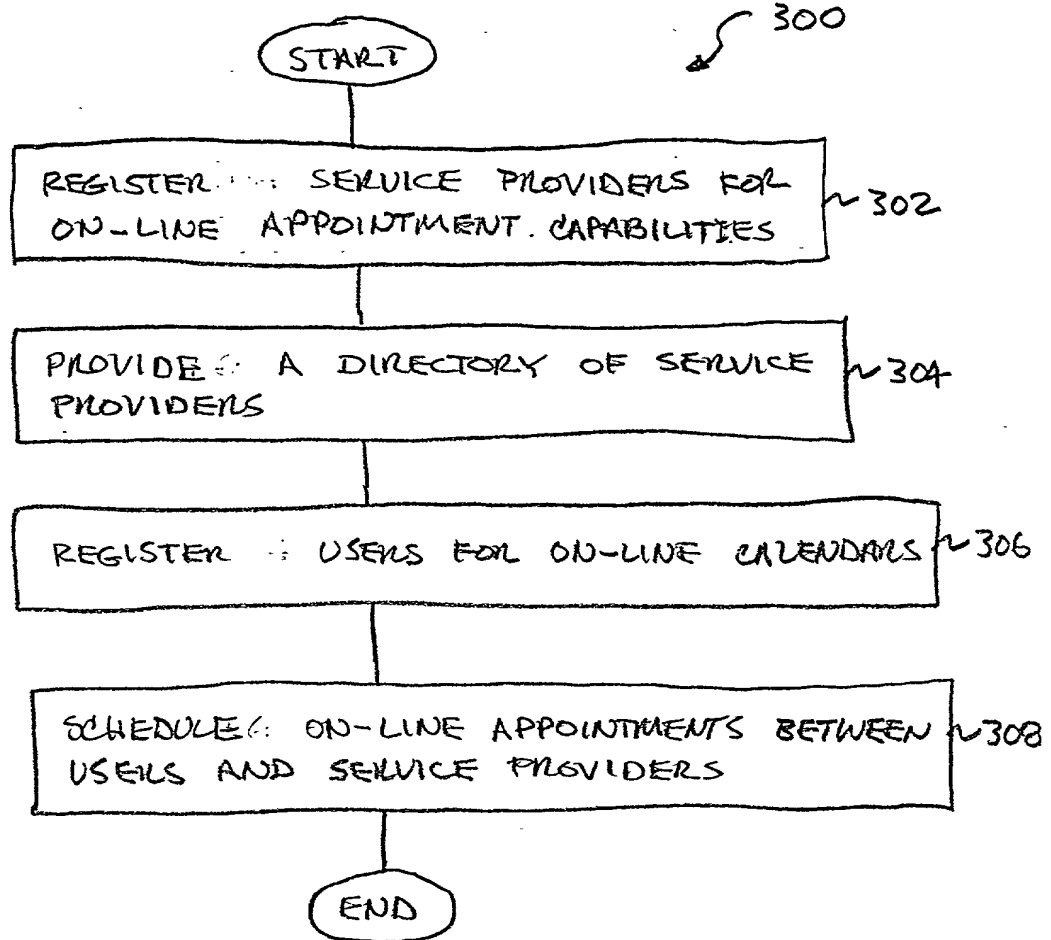 300
START
REGISTER SERVICE PROVIDERS FOR
ON-LINE APPOINTMENT CAPABILITIES
302
PROVIDE A DIRECTORY OF SERVICE
PROVIDERS
304
REGISTER USERS FOR ON-LINE CALENDARS
306
SCHEDULE ON-LINE APPOINTMENTS BETWEEN
USERS AND SERVICE PROVIDERS
308
END